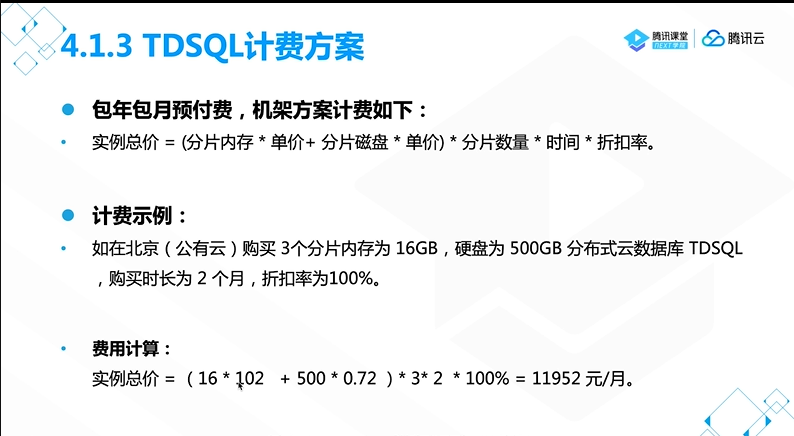 4.1.3 TDSQL计费方案
腾讯课堂
NEXT学院
腾讯云
包年包月预付费，机架方案计费如下：
实例总价 = (分片内存 * 单价+ 分片磁盘 * 单价) * 分片数量 * 时间 * 折扣率。
计费示例：
如在北京（公有云）购买 3个分片内存为 16GB，硬盘为 500GB 分布式云数据库 TDSQL
，购买时长为 2 个月，折扣率为100%。
费用计算：
实例总价 = （16 * 102 + 500 * 0.72 ）* 3* 2 * 100% = 11952 元/月。